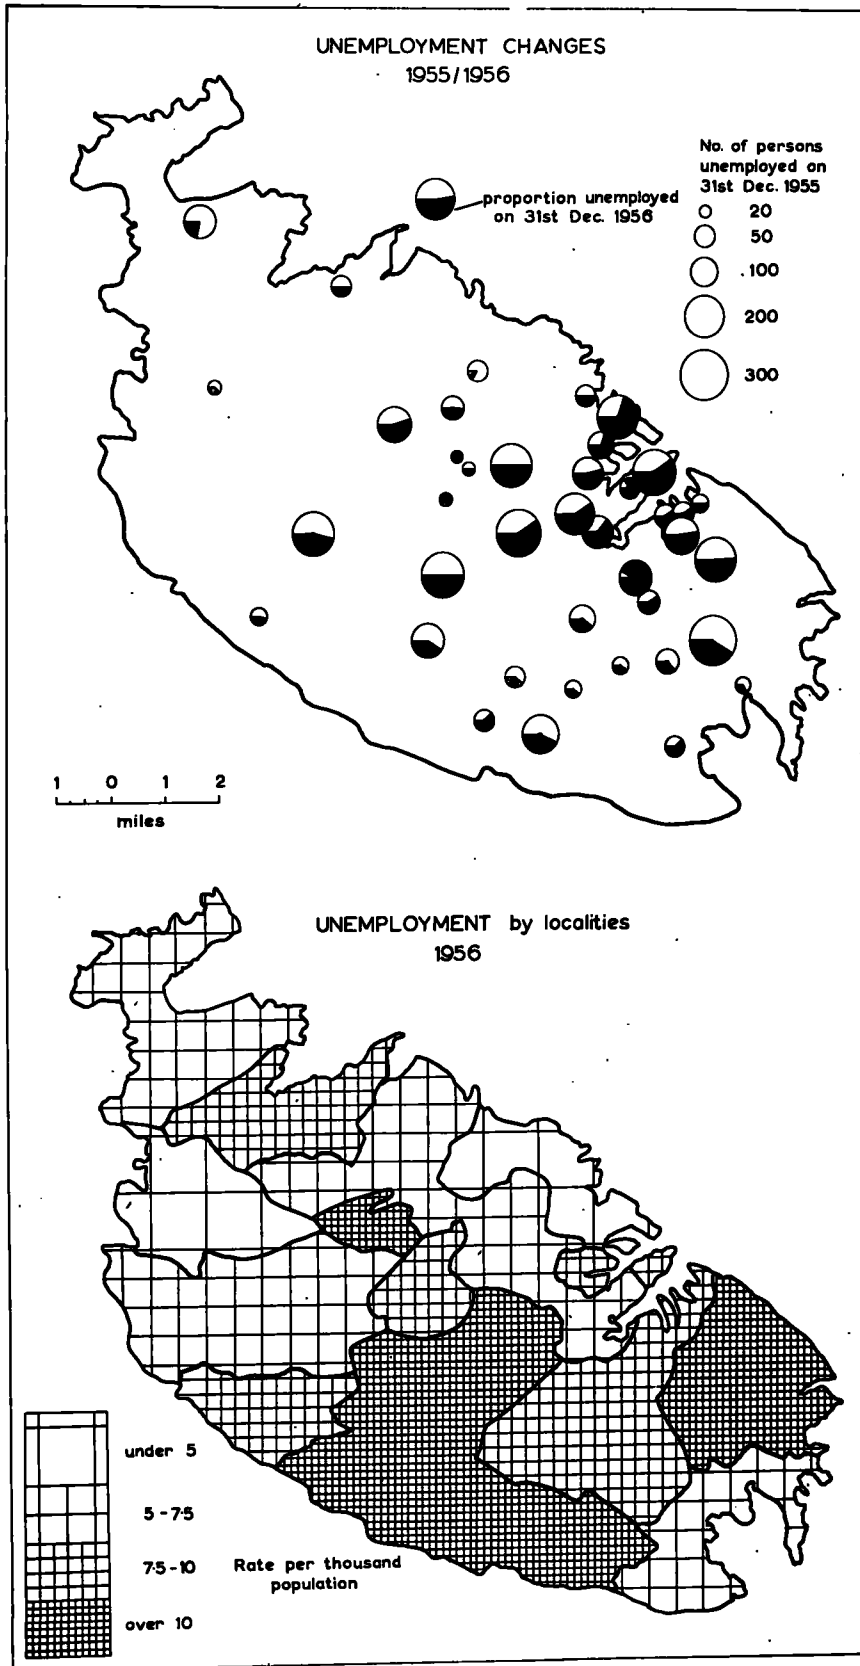 UNEMPLOYMENT CHANGES
1955/1956
No. of persons
unemployed on
31st Dec. 1955
20
50
100
200
300
proportion unemployed
on 31st Dec. 1956
1 0 1 2
miles
UNEMPLOYMENT by localities
1956
under 5
5-7·5
7·5-10
over 10
Rate per thousand
population